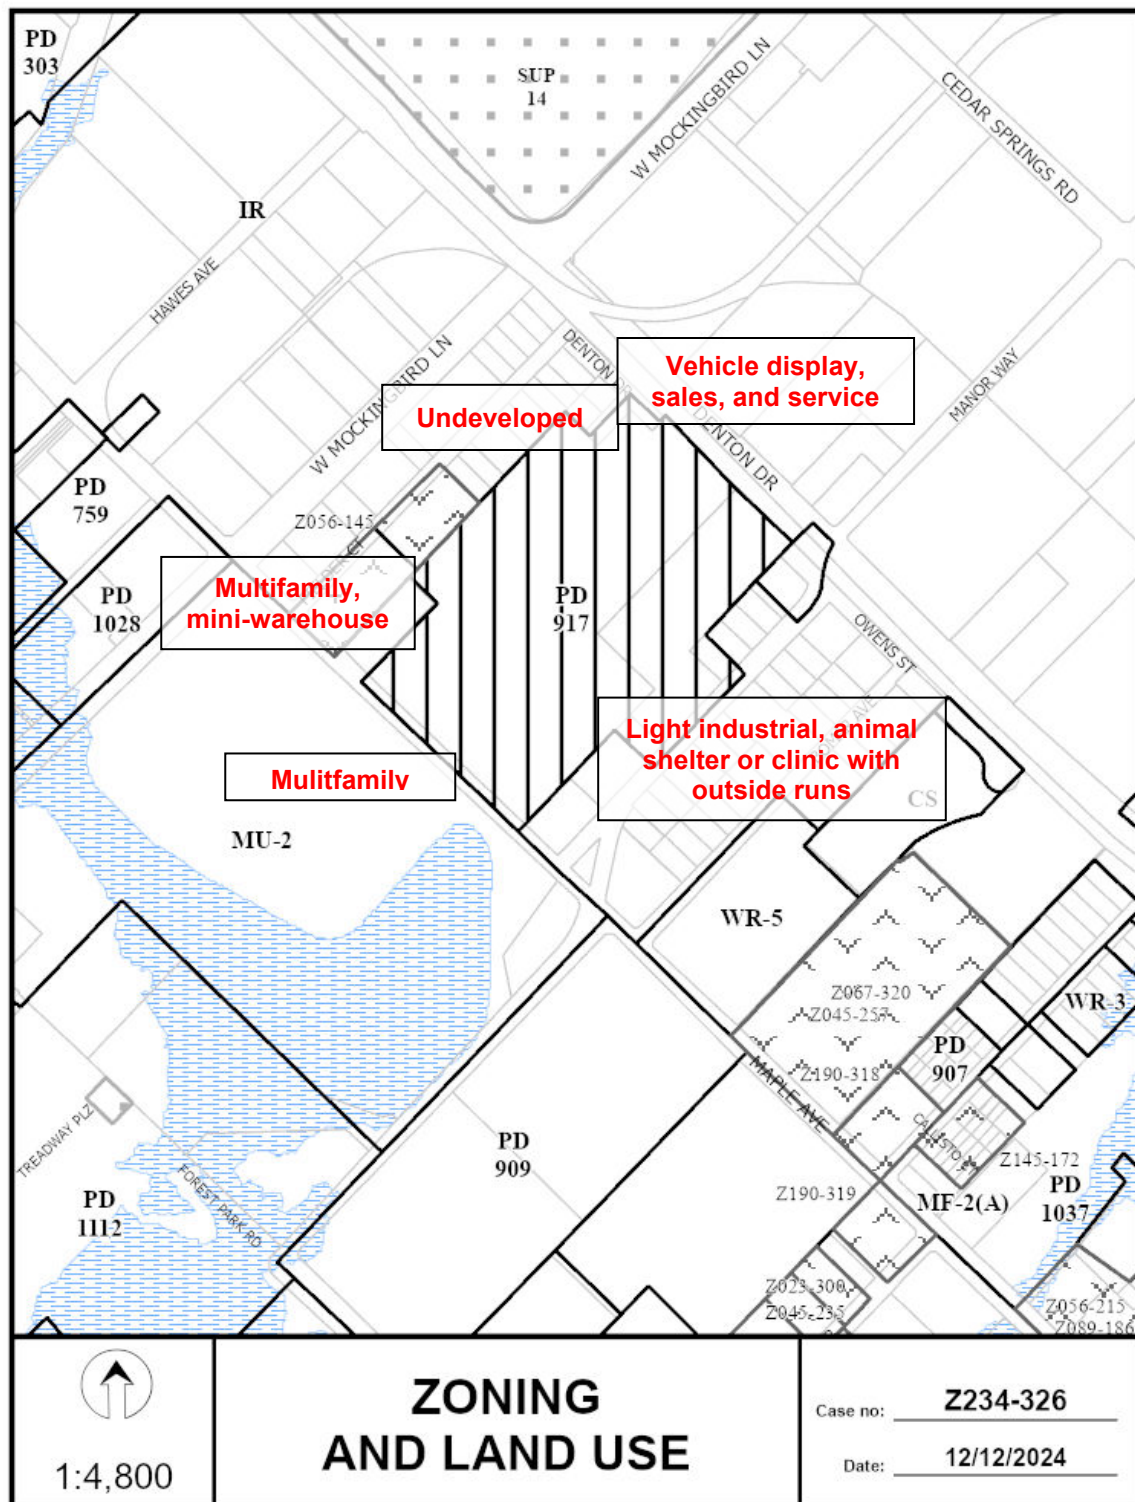 PD
303
SUP
14
W MOCKINGBIRD LN
CEDAR SPRINGS RD
IR
HAWES AVE
W MOCKINGBIRD LN
DENTON DR
Vehicle display,
sales, and service
MANOR WAY
Undeveloped
DENTON DR
PD
759
Z056-145
PD
1028
Multifamily,
mini-warehouse
PD
917
OWENS ST
Light industrial, animal
shelter or clinic with
outside runs
Mulitfamily
CS
MU-2
WR-5
Z067-320
Z045-257
WR-3
PD
907
Z190-318
MAPLE AVE
CALLISTO
TREADWAY PLZ
PD
909
Z145-172
FOREST PARK RD
PD
1112
Z190-319
MF-2(A)
PD
1037
Z023-300
Z045-235
Z056-215
Z089-186
1:4,800
ZONING
AND LAND USE
Case no: Z234-326
Date: 12/12/2024